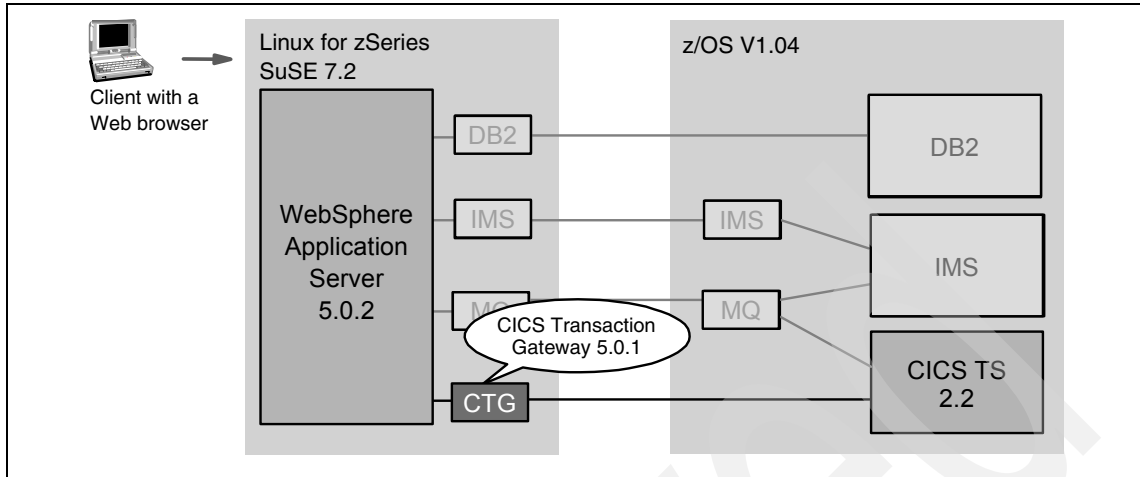 Client with a
Web browser
Linux for zSeries
SuSE 7.2
WebSphere
Application
Server
5.0.2
DB2
IMS
MQ
CICS Transaction
Gateway 5.0.1
CTG
z/OS V1.04
IMS
MQ
DB2
IMS
CICS TS
2.2